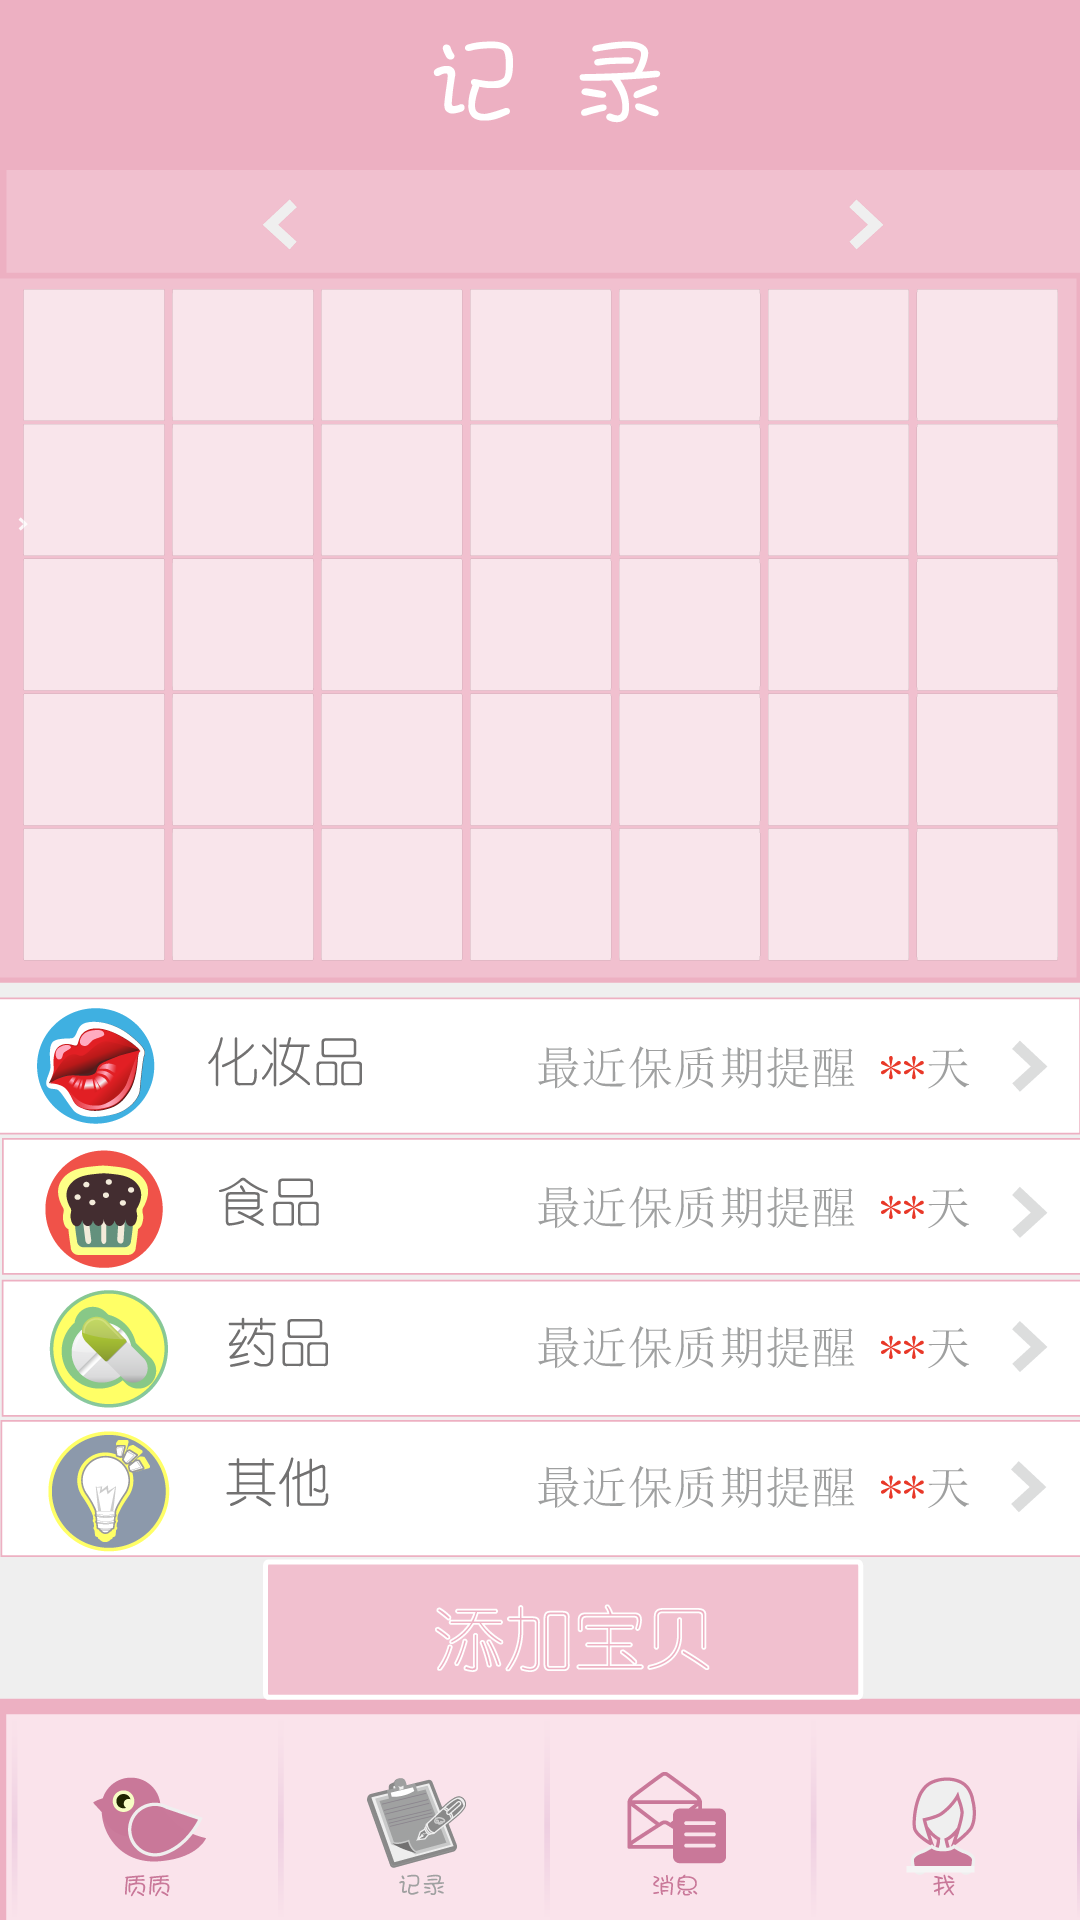 记 录
化妆品 最近保质期提醒 **天
食品 最近保质期提醒 **天
药品 最近保质期提醒 **天
其他 最近保质期提醒 **天
添加宝贝
质质 记录 消息 我